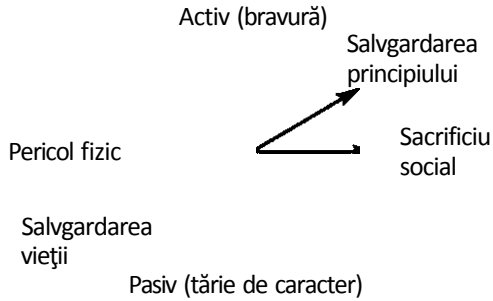 Activ (bravură)
Salvgardarea
principiului
Pericol fizic
Sacrificiu
social
Salvgardarea
vieţii
Pasiv (tărie de caracter)